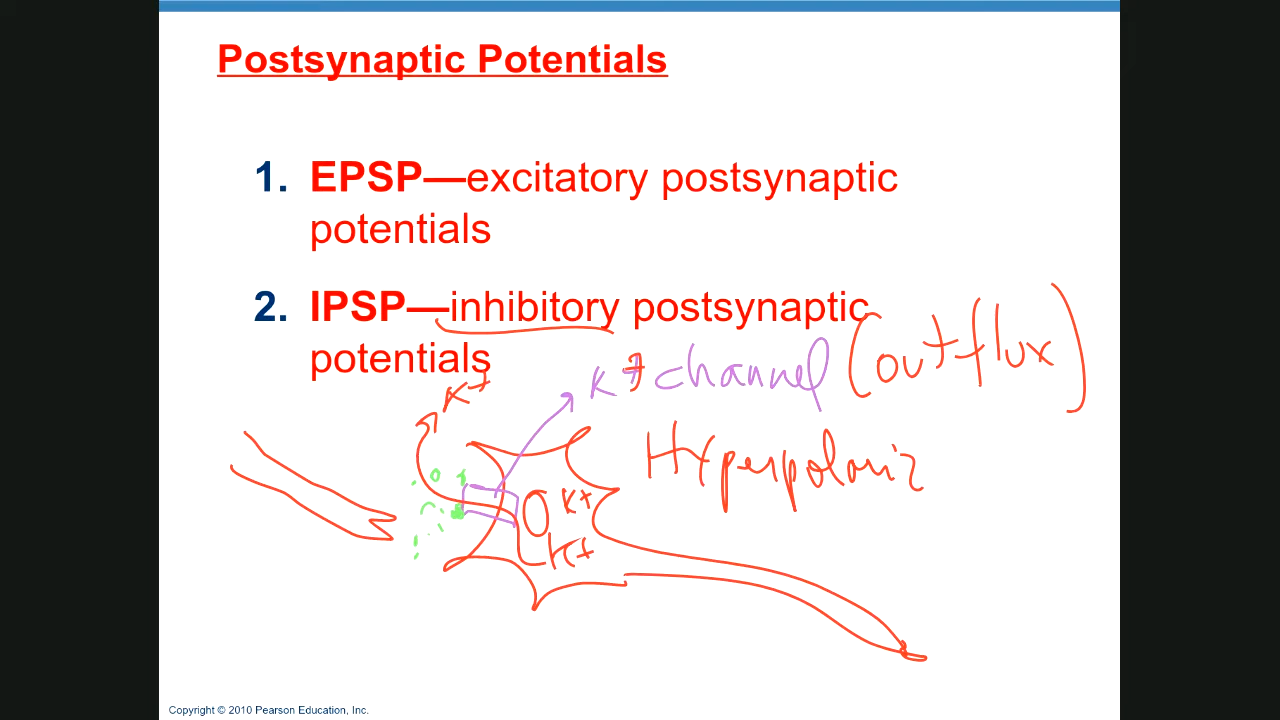 Postsynaptic Potentials
1. EPSP—excitatory postsynaptic
potentials
2. IPSP—inhibitory postsynaptic
potentials
K+ channel (outflux)
K+
Hyperpolariz
K+
K+
Copyright © 2010 Pearson Education, Inc.